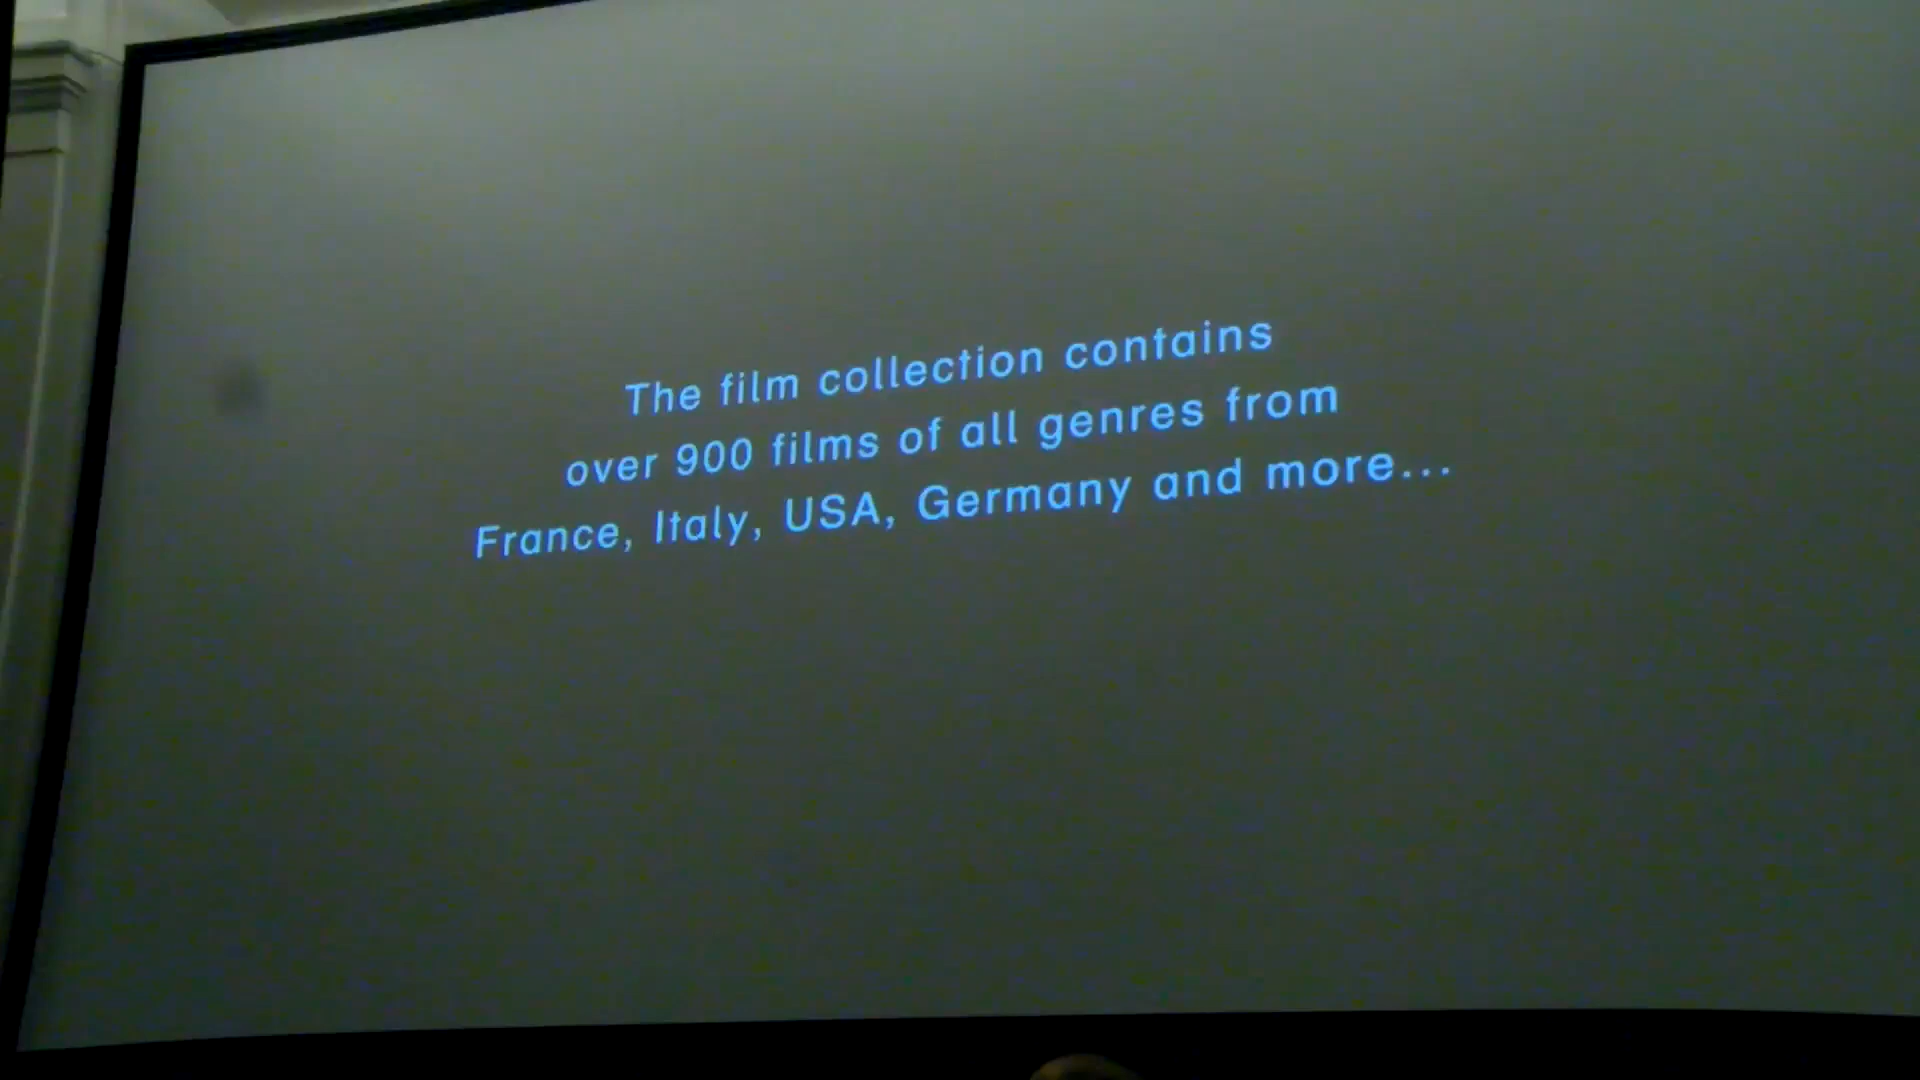 The film collection contains
over 900 films of all genres from
France, Italy, USA, Germany and more...